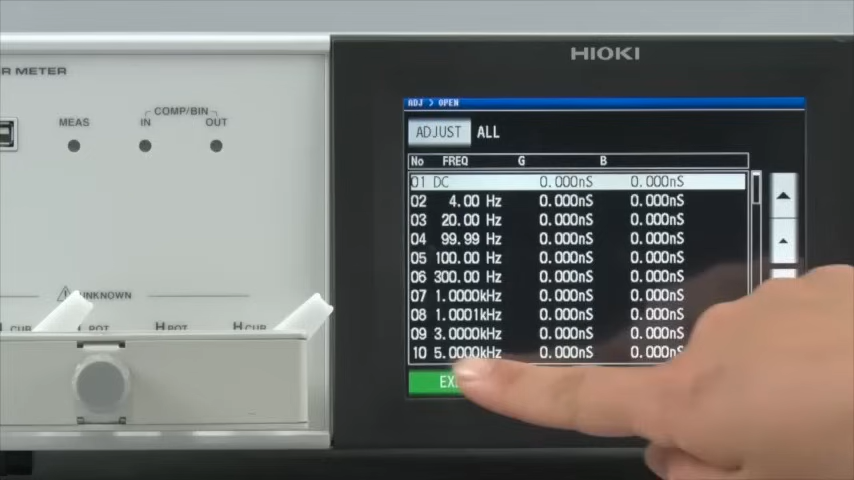 R METER
HIOKI
COMP/BIN
MEAS
IN
OUT
UNKNOWN
POT
HPOT
HCUR
ADJ > OPEN
ADJUST ALL
No FREQ G B
01 DC 0.000nS 0.000nS
02 4.00 Hz 0.000nS 0.000nS
03 20.00 Hz 0.000nS 0.000nS
04 99.99 Hz 0.000nS 0.000nS
05 100.00 Hz 0.000nS 0.000nS
06 300.00 Hz 0.000nS 0.000nS
07 1.0000kHz 0.000nS 0.000nS
08 1.0001kHz 0.000nS 0.000nS
09 3.0000kHz 0.000nS 0.000nS
10 5.0000kHz 0.000nS 0.000nS